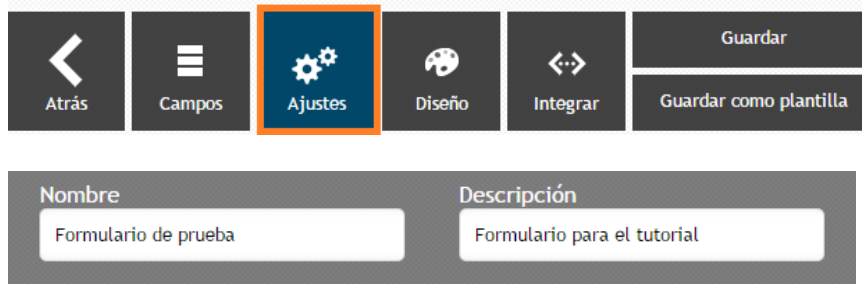 Atrás
Campos
Ajustes
Diseño
Integrar
Guardar
Guardar como plantilla
Nombre
Descripción
Formulario de prueba
Formulario para el tutorial